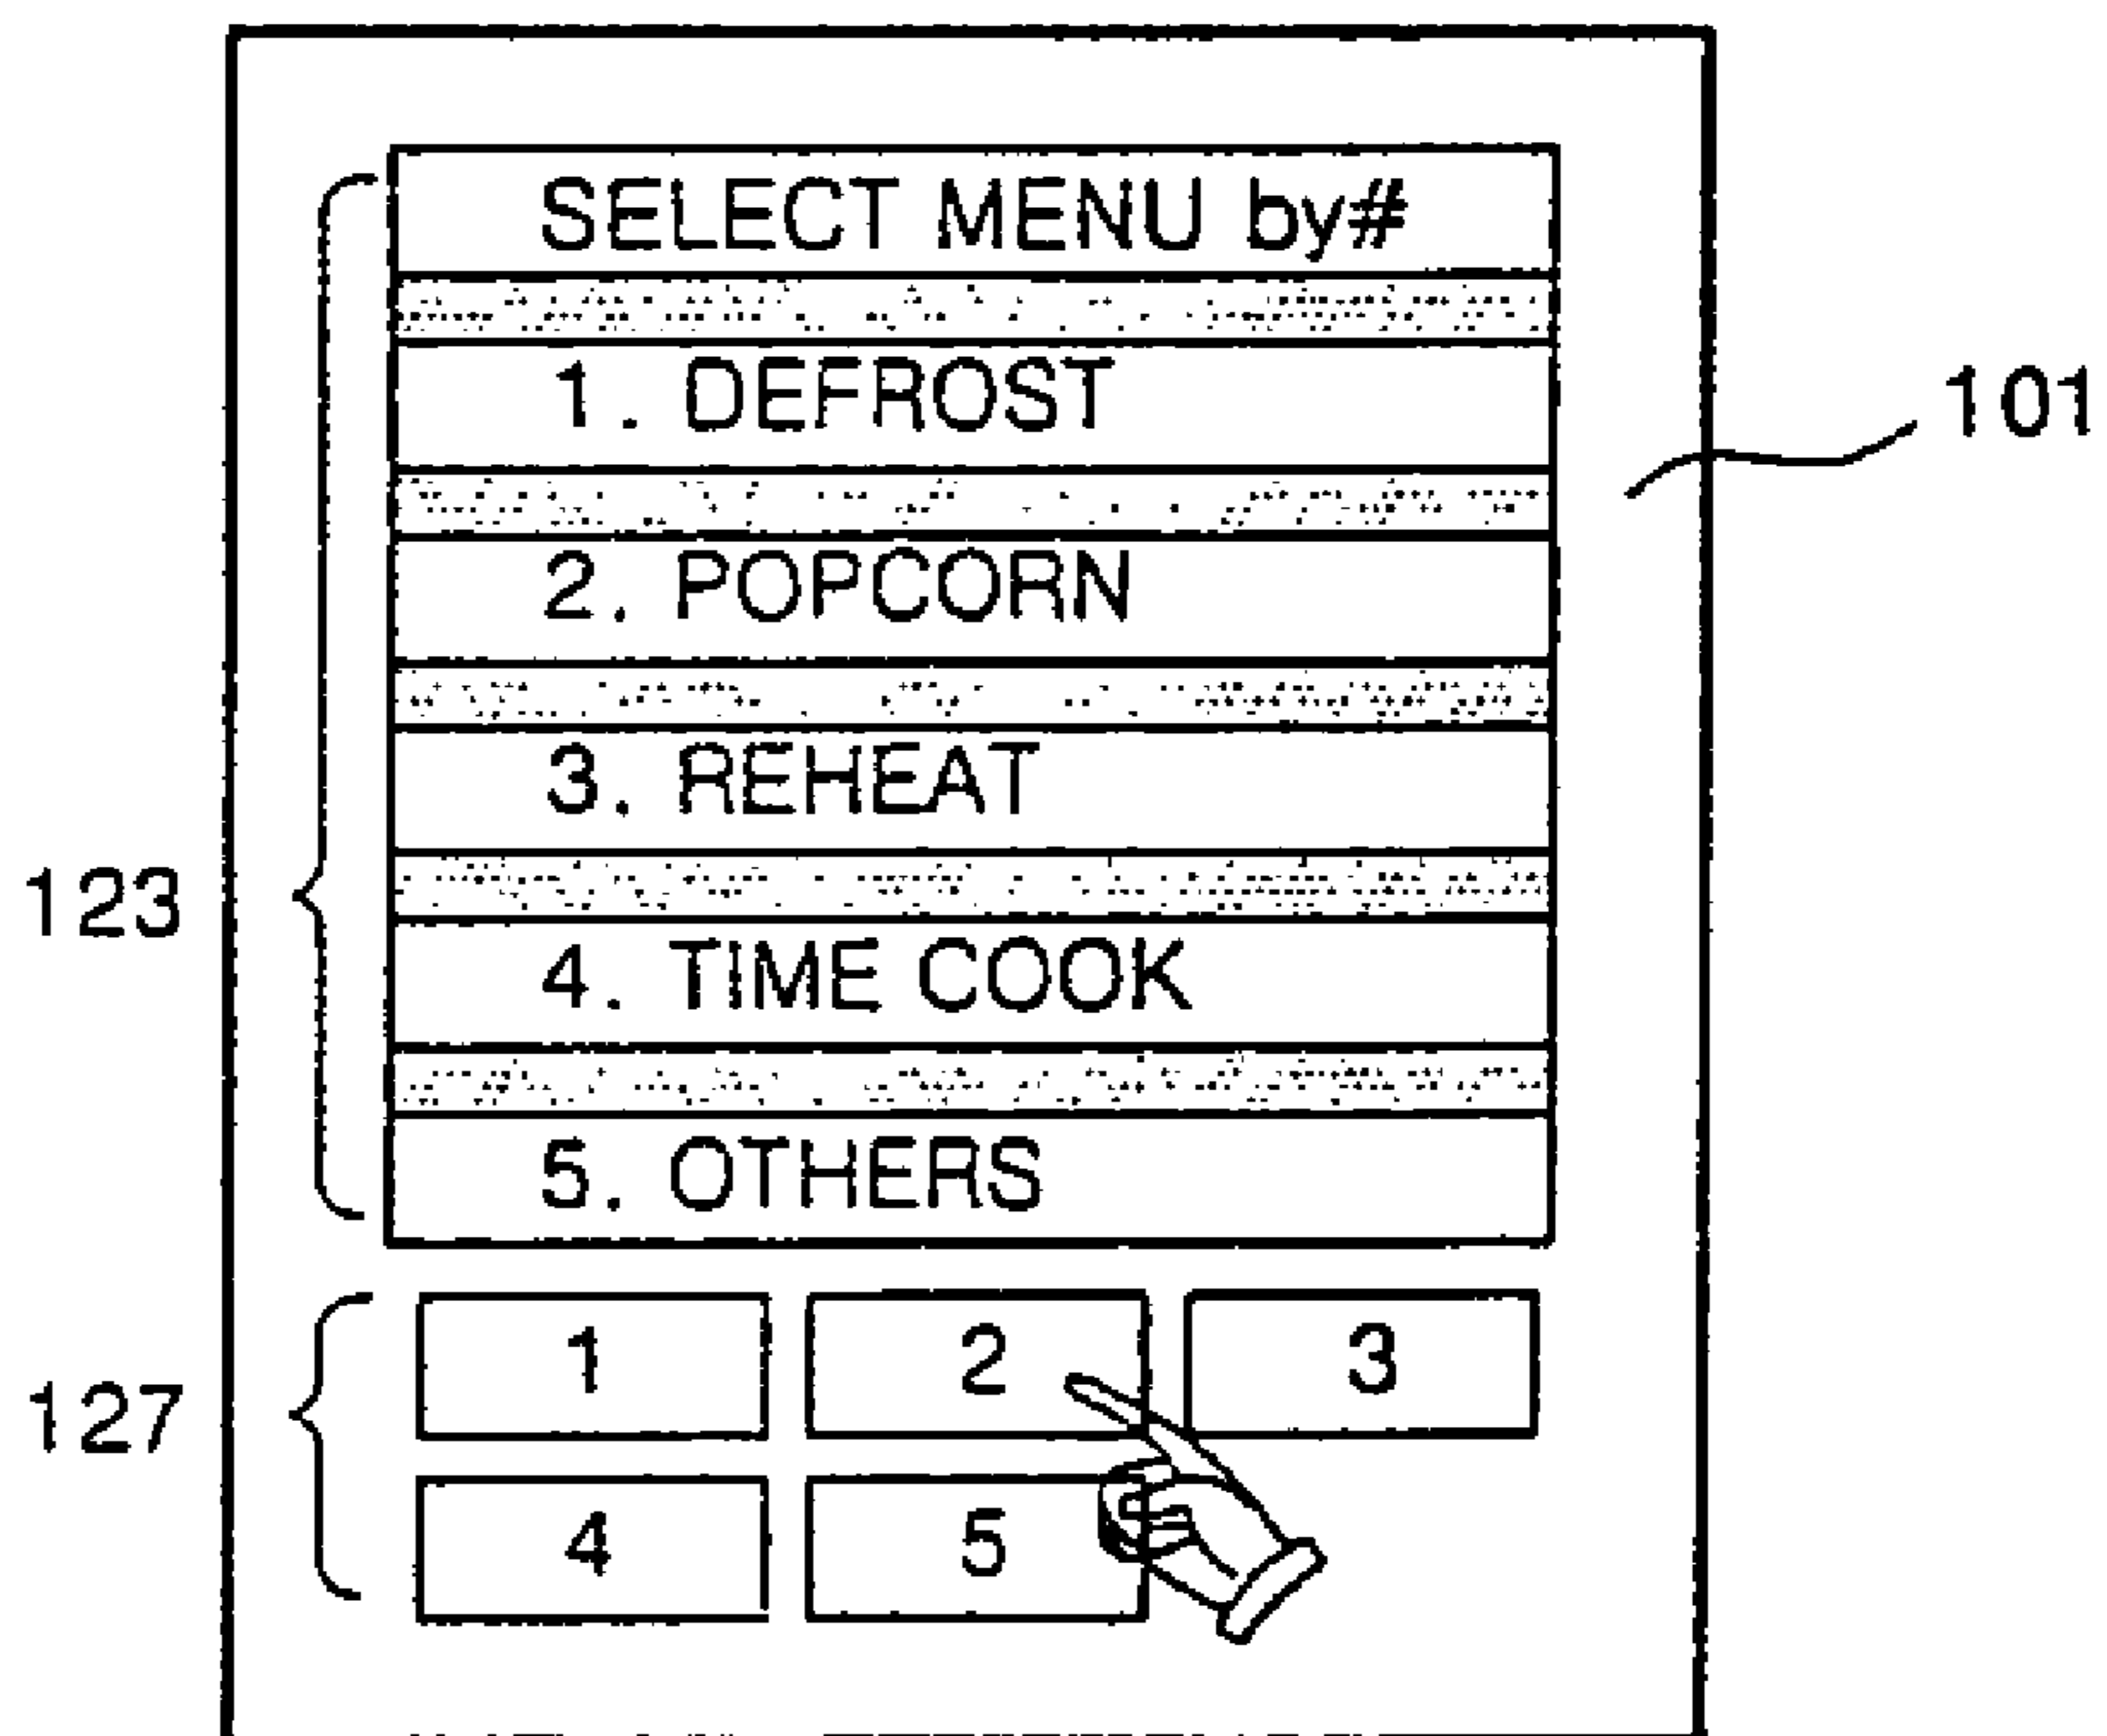 SELECT MENU by#
1. DEFROST
101
2. POPCORN
3. REHEAT
123
4. TIME COOK
5. OTHERS
127
1 2 3
4 5